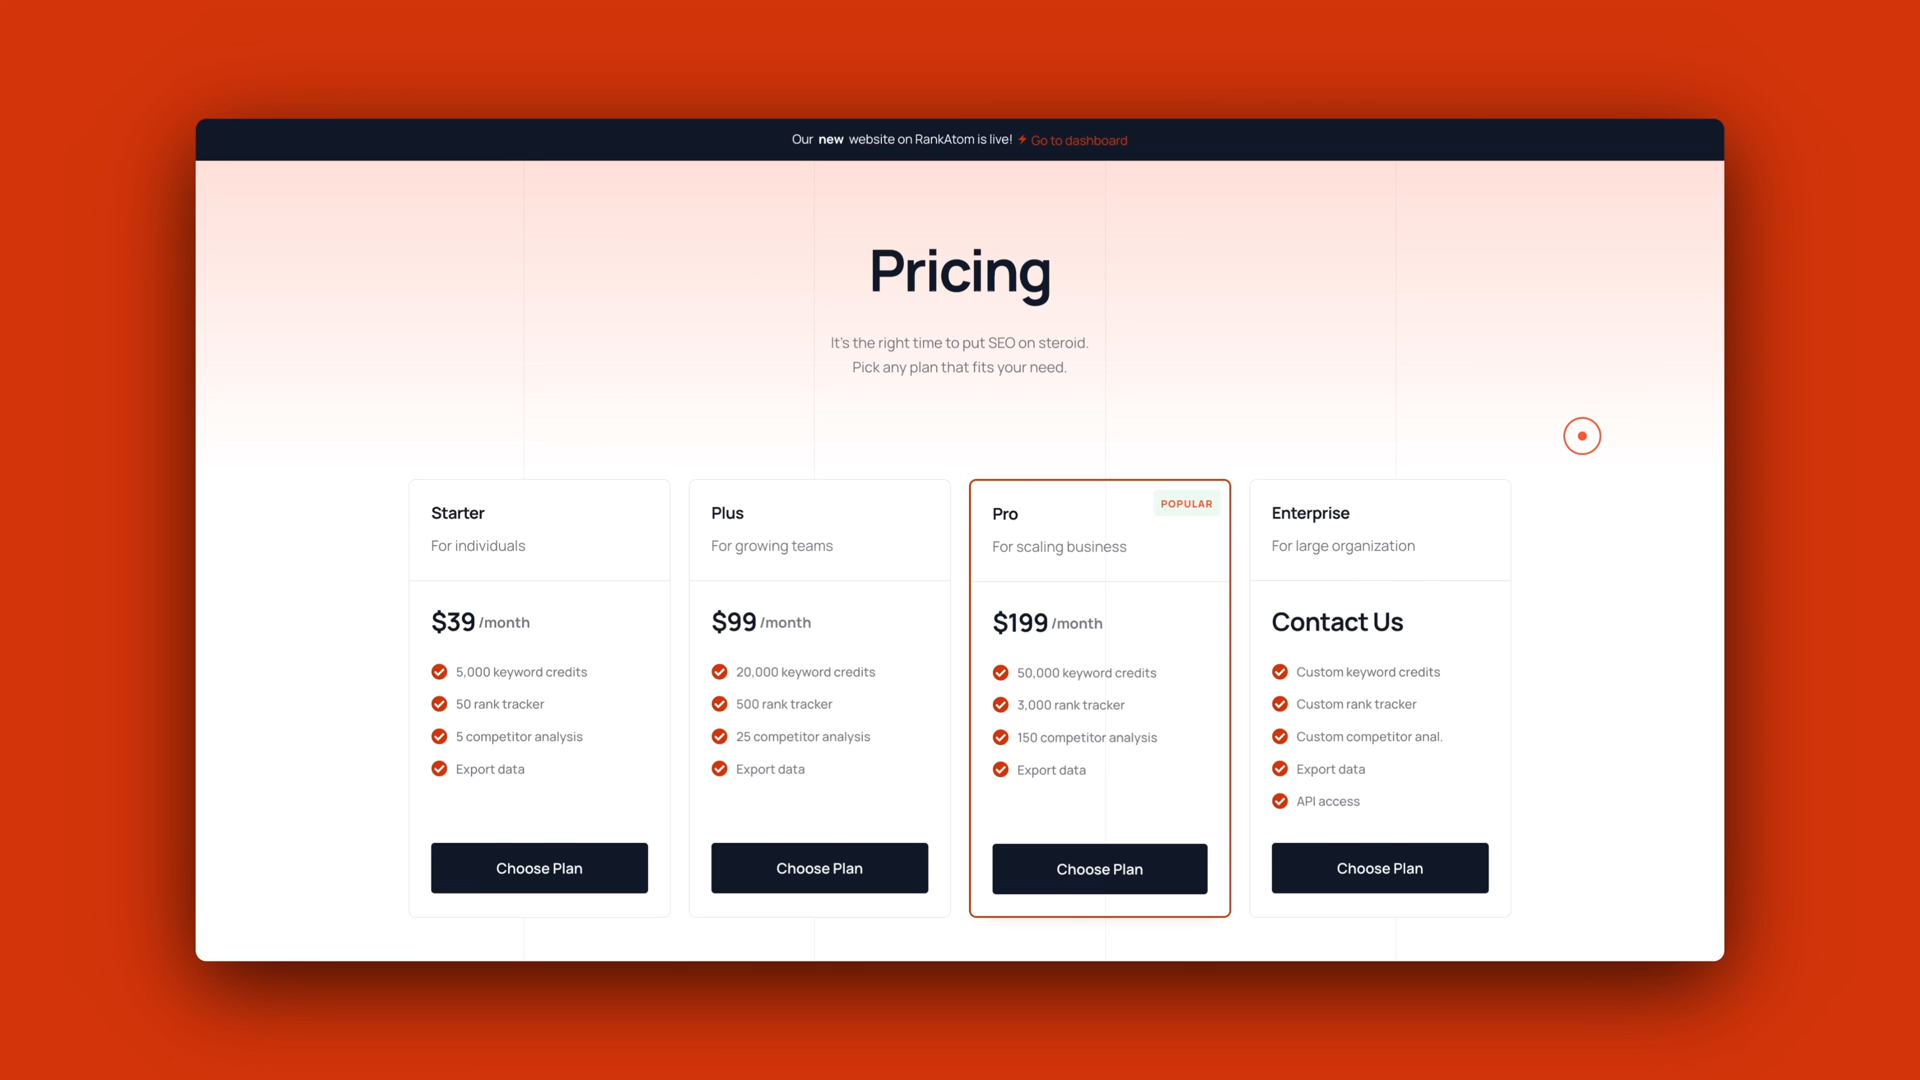 Our new website on RankAtom is live! Go to dashboard
Pricing
It's the right time to put SEO on steroid.
Pick any plan that fits your need.
Starter
For individuals
$39 /month
5,000 keyword credits
50 rank tracker
5 competitor analysis
Export data
Choose Plan
Plus
For growing teams
$99 /month
20,000 keyword credits
500 rank tracker
25 competitor analysis
Export data
Choose Plan
POPULAR
Pro
For scaling business
$199 /month
50,000 keyword credits
3,000 rank tracker
150 competitor analysis
Export data
Choose Plan
Enterprise
For large organization
Contact Us
Custom keyword credits
Custom rank tracker
Custom competitor anal.
Export data
API access
Choose Plan